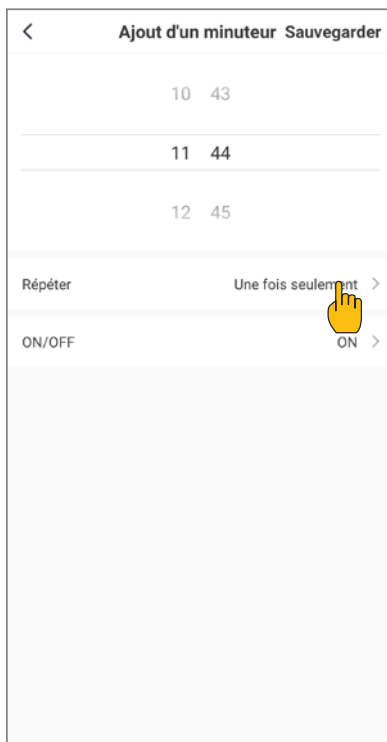 Ajout d'un minuteur Sauvegarder
10 43
11 44
12 45
Répéter Une fois seulement
ON/OFF ON